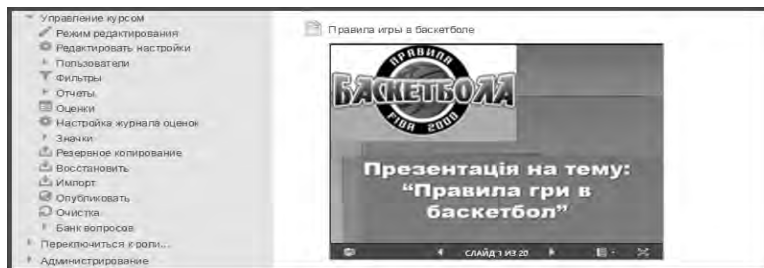 Управление курсом
Режим редактирования
Редактировать настройки
Пользователи
Фильтры
Отчеты
Оценки
Настройка журнала оценок
Значки
Резервное копирование
Восстановить
Импорт
Опубликовать
Очистка
Банк вопросов
Переключиться к роли...
Администрирование
Правила игры в баскетболе
ПРАВИЛА
БАСКЕТБОЛА
FIBA 2000
Презентація на тему:
“Правила гри в
баскетбол”
СЛАЙД 1 ИЗ 20